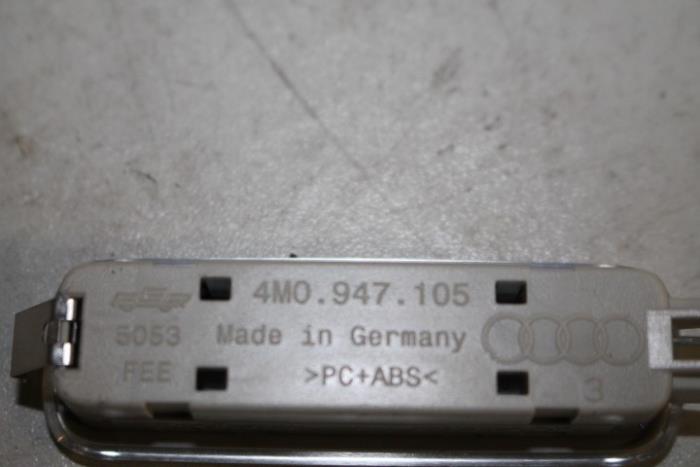 4M0.947.105
5053 Made in Germany
FEE >PC+ABS< 3